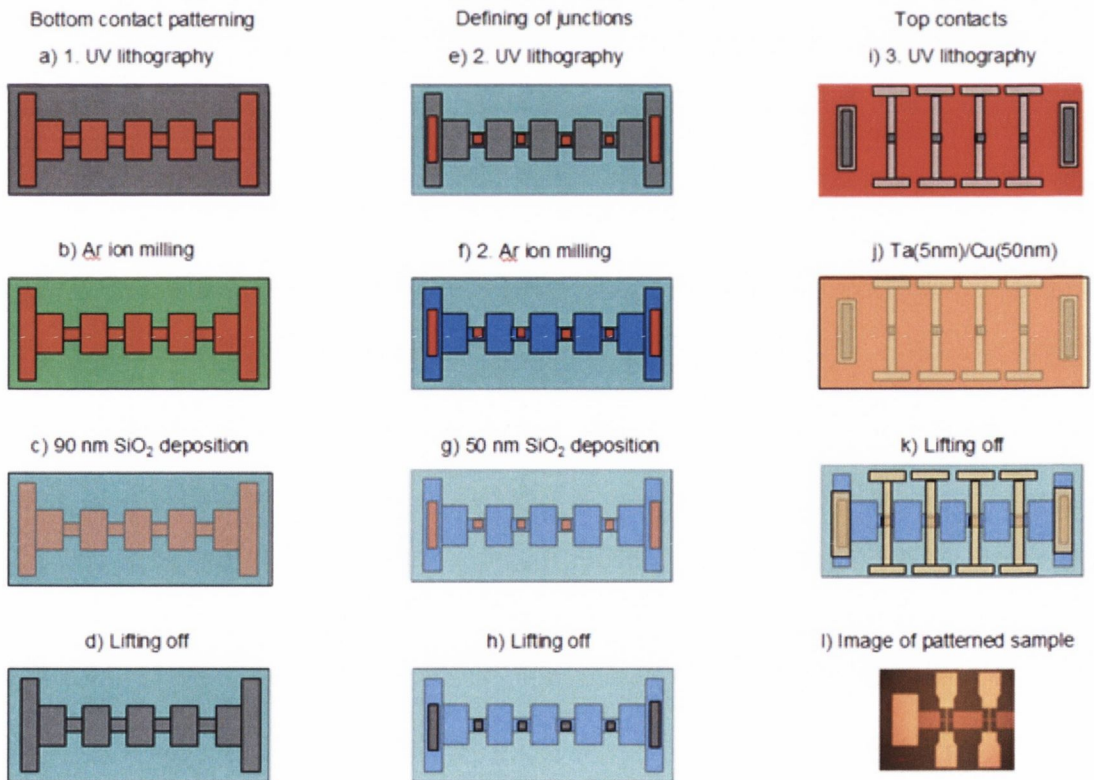 Bottom contact patterning
a) 1. UV lithography
b) Ar ion milling
c) 90 nm SiO₂ deposition
d) Lifting off
Defining of junctions
e) 2. UV lithography
f) 2. Ar ion milling
g) 50 nm SiO₂ deposition
h) Lifting off
Top contacts
i) 3. UV lithography
j) Ta(5nm)/Cu(50nm)
k) Lifting off
l) Image of patterned sample